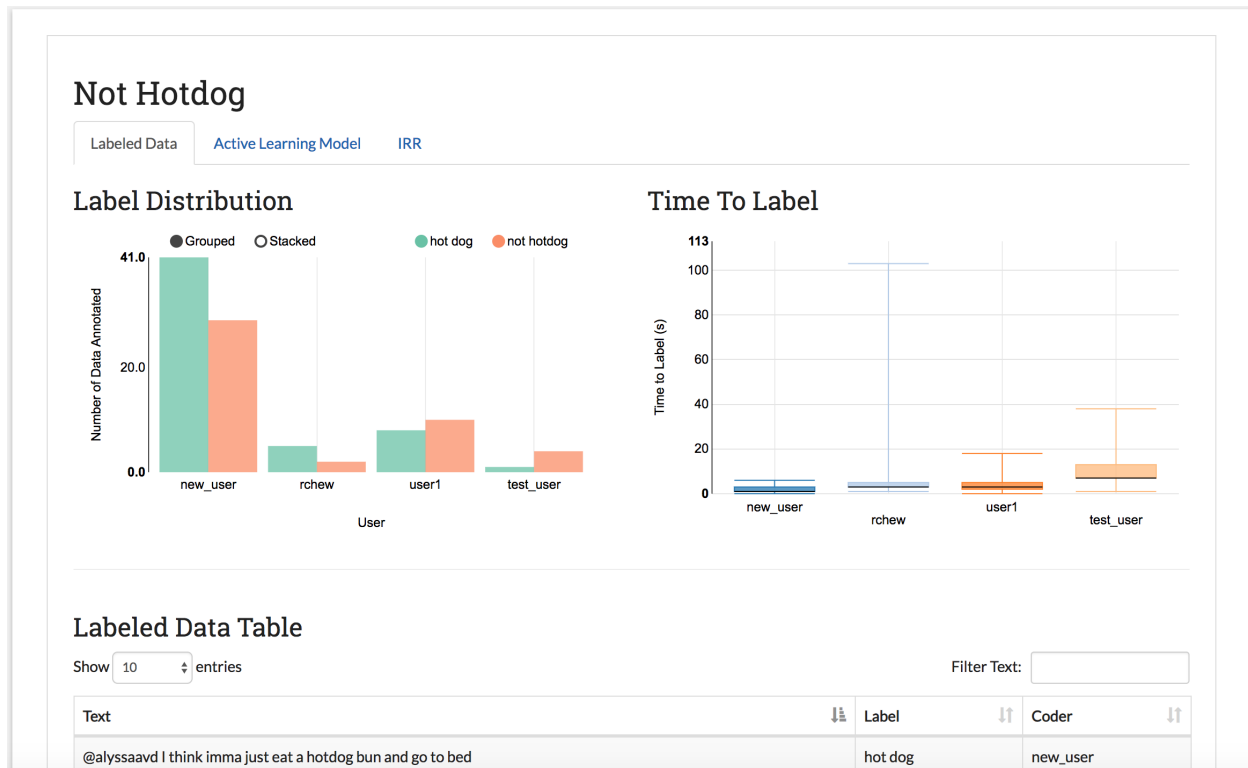 Not Hotdog
Labeled Data Active Learning Model IRR
Label Distribution
Grouped Stacked hot dog not hotdog
41.0
20.0
0.0
Number of Data Annotated
new_user rchew user1 test_user
User
Time To Label
113
100
80
60
40
20
0
Time to Label (s)
new_user rchew user1 test_user
Labeled Data Table
Show 10 entries Filter Text:
Text Label Coder
@alyssaavd I think imma just eat a hotdog bun and go to bed hot dog new_user